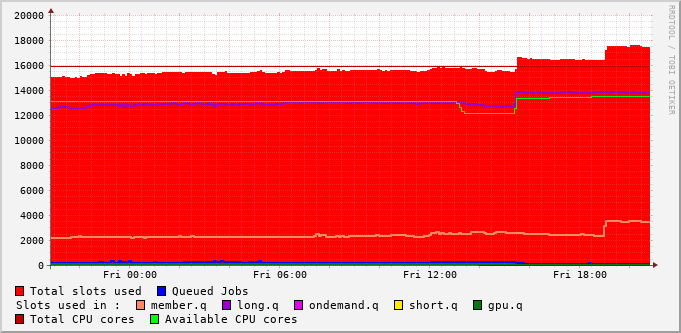 20000
18000
16000
14000
12000
10000
8000
6000
4000
2000
0
Fri 00:00 Fri 06:00 Fri 12:00 Fri 18:00
RRDTOOL / TOBI OETIKER
Total slots used Queued Jobs
Slots used in : member.q long.q ondemand.q short.q gpu.q
Total CPU cores Available CPU cores